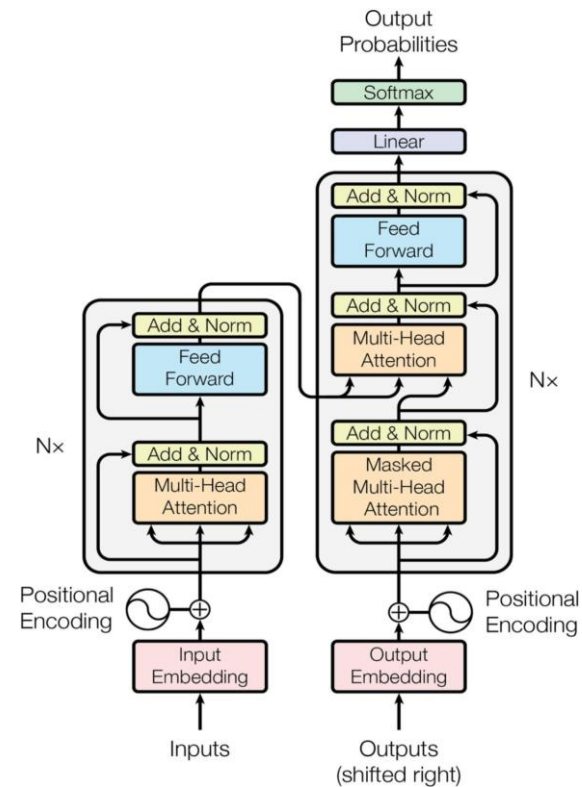 Output
Probabilities
Softmax
Linear
Add & Norm
Feed
Forward
Add & Norm
Multi-Head
Attention
Add & Norm
Masked
Multi-Head
Attention
Nx
Add & Norm
Feed
Forward
Add & Norm
Multi-Head
Attention
N×
Positional
Encoding
Positional
Encoding
Input
Embedding
Output
Embedding
Inputs
Outputs
(shifted right)